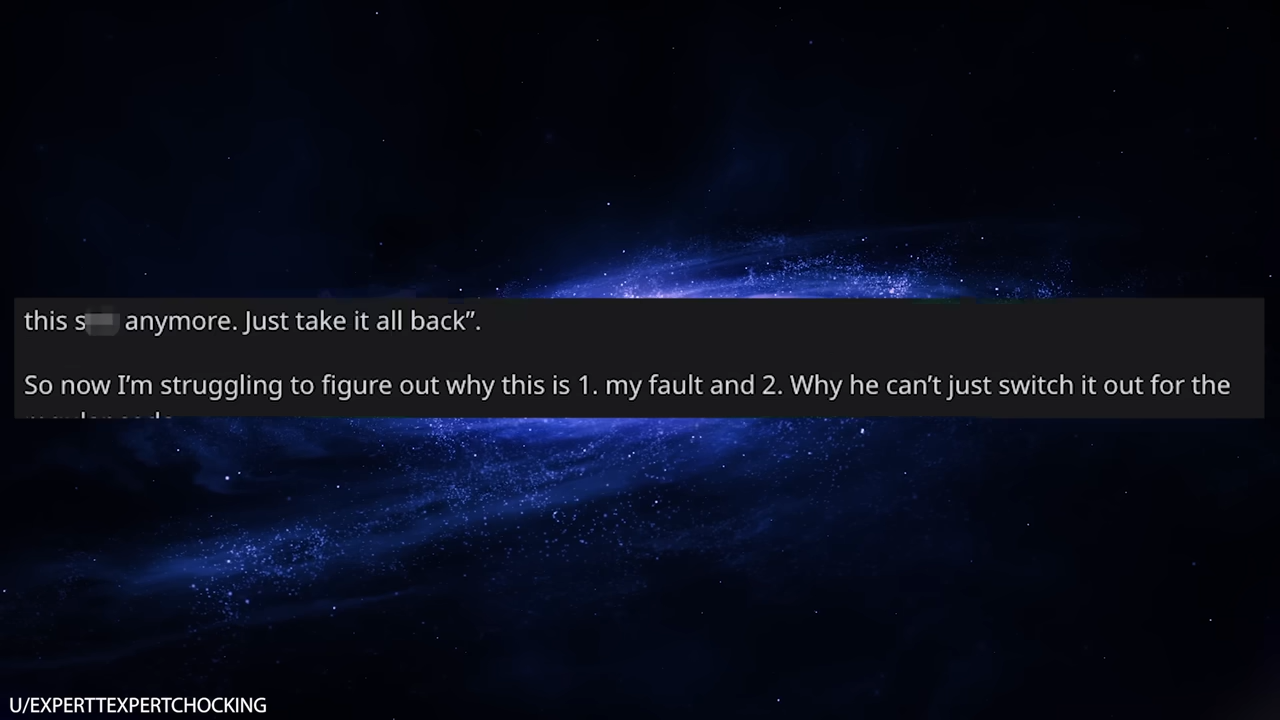 this s anymore. Just take it all back”.
So now I’m struggling to figure out why this is 1. my fault and 2. Why he can’t just switch it out for the
U/EXPERTTEXPERTCHOCKING